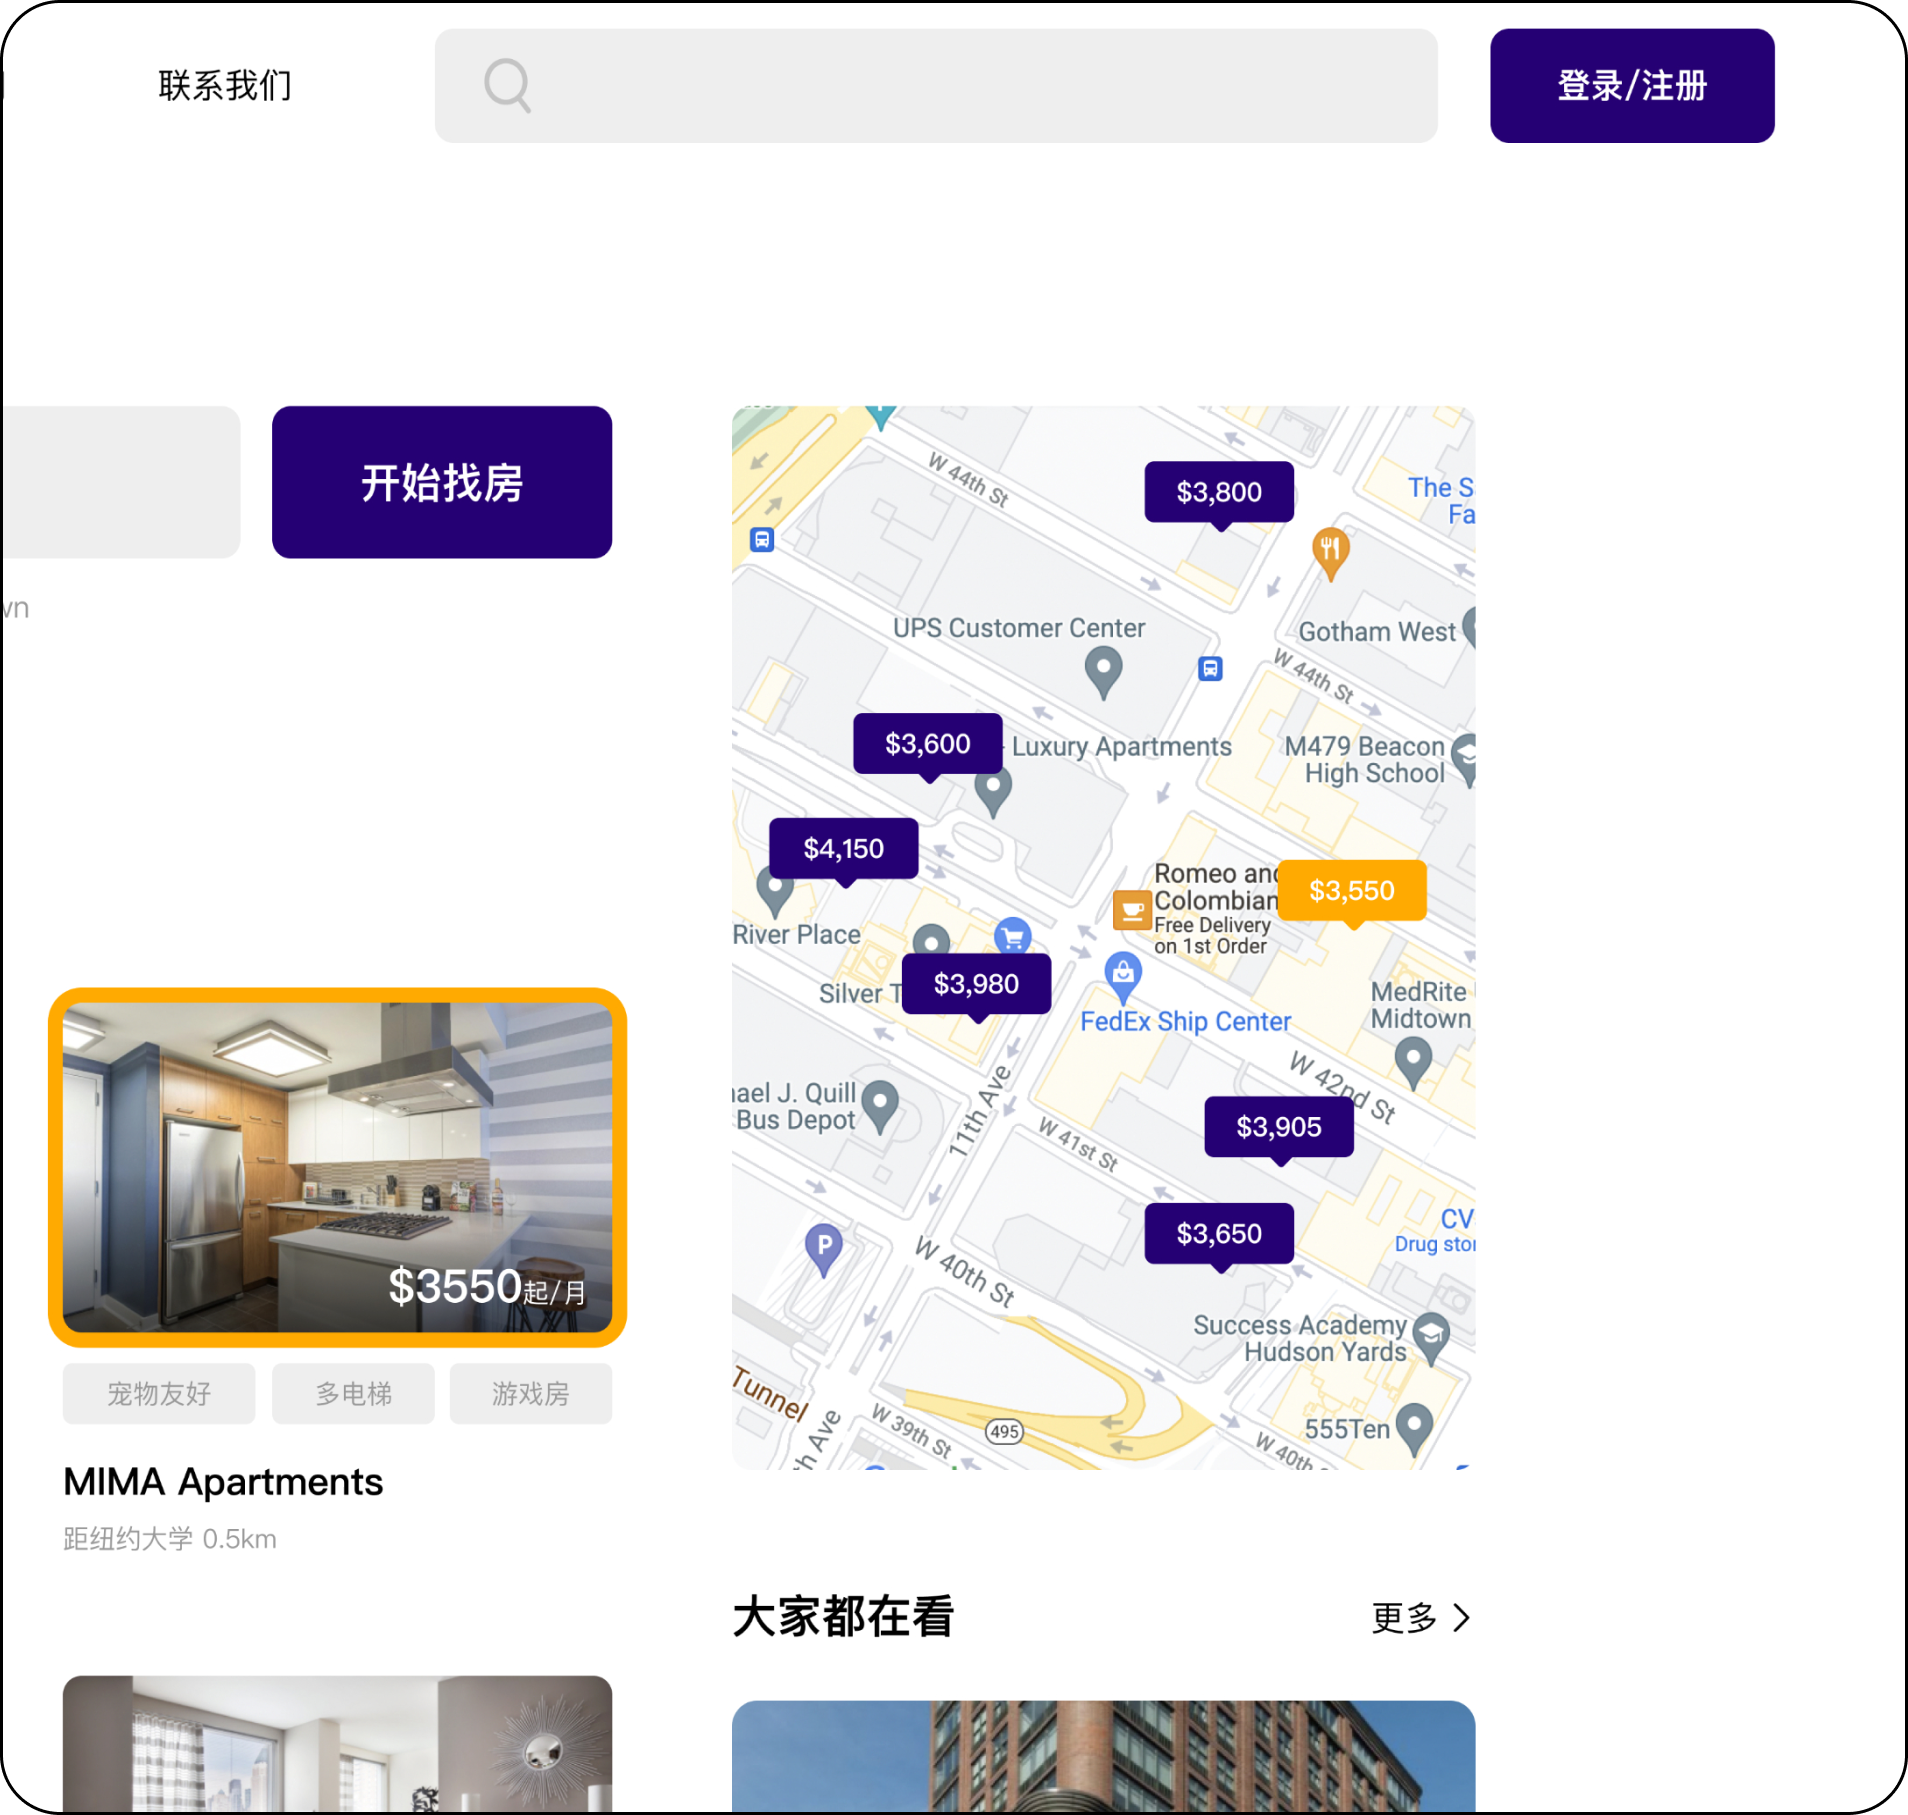 联系我们
登录/注册
开始找房
wn
W 44th St
$3,800
The S
Fa
UPS Customer Center
Gotham West
W 44th St
$3,600
Luxury Apartments
M479 Beacon
High School
$4,150
Romeo and
Colombian
Free Delivery
on 1st Order
$3,550
River Place
Silver T
$3,980
FedEx Ship Center
MedRite
Midtown
W 42nd St
ael J. Quill
Bus Depot
11th Ave
W 41st St
$3,905
$3,650
P
W 40th St
CV
Drug stor
Success Academy
Hudson Yards
Tunnel
th Ave
W 39th St
495
555Ten
W 40th
$3550起/月
宠物友好
多电梯
游戏房
MIMA Apartments
距纽约大学 0.5km
大家都在看
更多